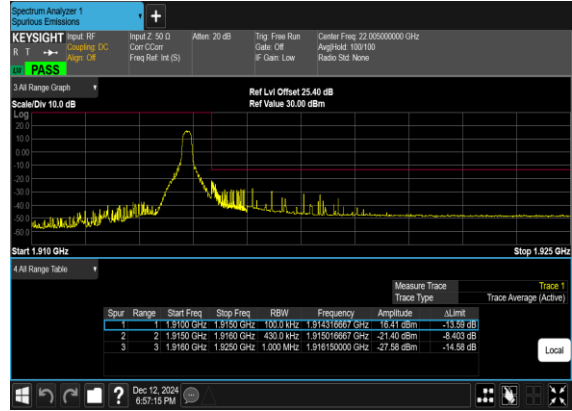 Spectrum Analyzer 1
Spurious Emissions
+
KEYSIGHT
R T
LW PASS
Input: RF
Coupling: DC
Align: Off
Input Z: 50 Ω
Corr CCorr
Freq Ref: Int (S)
Atten: 20 dB
Trig: Free Run
Gate: Off
IF Gain: Low
Center Freq: 22.005000000 GHz
Avg|Hold: 100/100
Radio Std: None
3 All Range Graph
Ref Lvl Offset 25.40 dB
Scale/Div 10.0 dB
Ref Value 30.00 dBm
Log
20.0
10.0
0.00
-10.0
-20.0
-30.0
-40.0
-50.0
-60.0
Start 1.910 GHz
Stop 1.925 GHz
4 All Range Table
Measure Trace Trace 1
Trace Type Trace Average (Active)
Spur Range Start Freq Stop Freq RBW Frequency Amplitude ΔLimit
1 1 1.9100 GHz 1.9150 GHz 100.0 kHz 1.914316667 GHz 16.41 dBm -13.59 dB
2 2 1.9150 GHz 1.9160 GHz 430.0 kHz 1.915016667 GHz -21.40 dBm -8.403 dB
3 3 1.9160 GHz 1.9250 GHz 1.000 MHz 1.916150000 GHz -27.58 dBm -14.58 dB
Local
?
Dec 12, 2024
6:57:15 PM